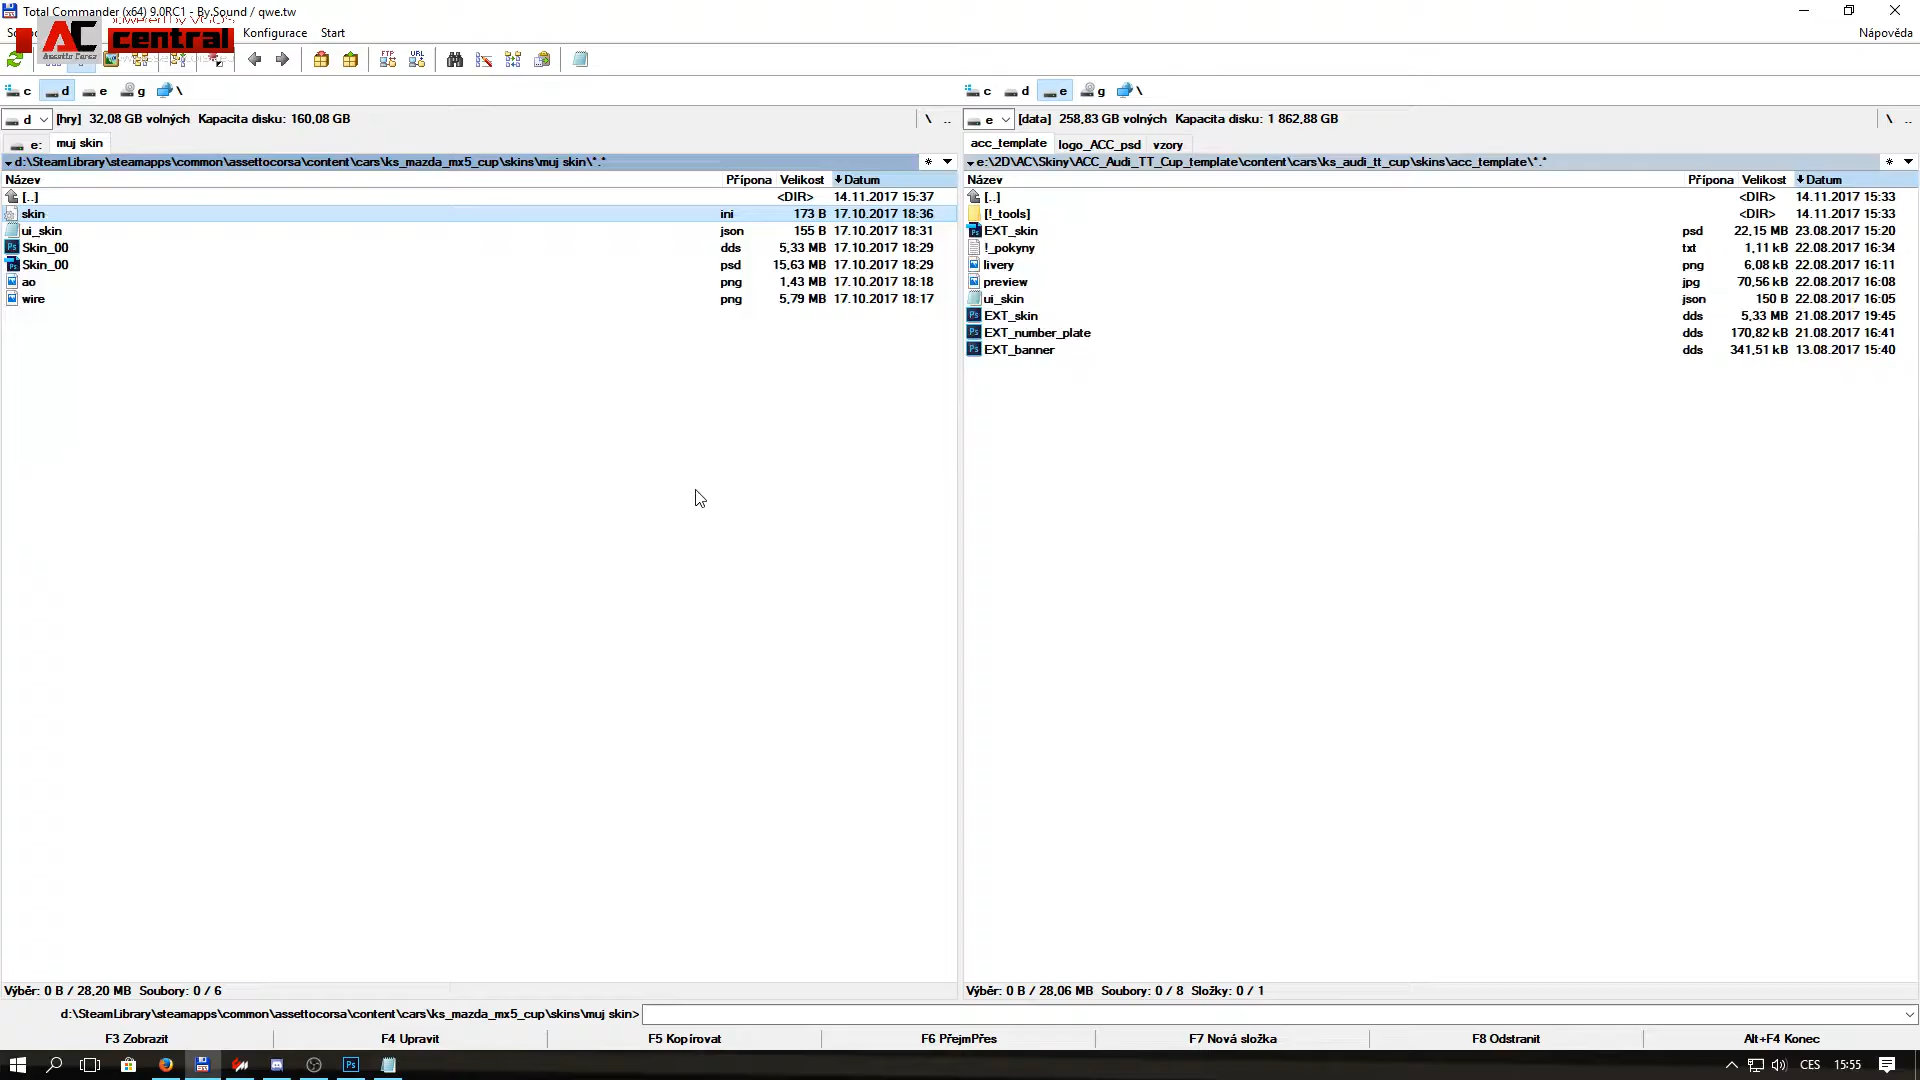 Total Commander (x64) 9.0RC1 - By.Sound / qwe.tw
AC central
Assetto Corsa
Konfigurace Start
Nápověda
FTP URL
c d e g \
c d e g \
d [hry] 32,08 GB volných Kapacita disku: 160,08 GB \ ..
e [data] 258,83 GB volných Kapacita disku: 1 862,88 GB \ ..
e: muj skin
acc_template logo_ACC_psd vzory
d:\SteamLibrary\steamapps\common\assettocorsa\content\cars\ks_mazda_mx5_cup\skins\muj skin\*.* *
e:\2D\AC\Skiny\ACC_Audi_TT_Cup_template\content\cars\ks_audi_tt_cup\skins\acc_template\*.* *
Název Přípona Velikost Datum
[..] <DIR> 14.11.2017 15:37
skin ini 173 B 17.10.2017 18:36
ui_skin json 155 B 17.10.2017 18:31
Skin_00 dds 5,33 MB 17.10.2017 18:29
Skin_00 psd 15,63 MB 17.10.2017 18:29
ao png 1,43 MB 17.10.2017 18:18
wire png 5,79 MB 17.10.2017 18:17
Název Přípona Velikost Datum
[..] <DIR> 14.11.2017 15:33
[!_tools] <DIR> 14.11.2017 15:33
EXT_skin psd 22,15 MB 23.08.2017 15:20
!_pokyny txt 1,11 kB 22.08.2017 16:34
livery png 6,08 kB 22.08.2017 16:11
preview jpg 70,56 kB 22.08.2017 16:08
ui_skin json 150 B 22.08.2017 16:05
EXT_skin dds 5,33 MB 21.08.2017 19:45
EXT_number_plate dds 170,82 kB 21.08.2017 16:41
EXT_banner dds 341,51 kB 13.08.2017 15:40
Výběr: 0 B / 28,20 MB Soubory: 0 / 6
Výběr: 0 B / 28,06 MB Soubory: 0 / 8 Složky: 0 / 1
d:\SteamLibrary\steamapps\common\assettocorsa\content\cars\ks_mazda_mx5_cup\skins\muj skin>
F3 Zobrazit F4 Upravit F5 Kopírovat F6 PřejmPřes F7 Nová složka F8 Odstranit Alt+F4 Konec
Ps CES 15:55